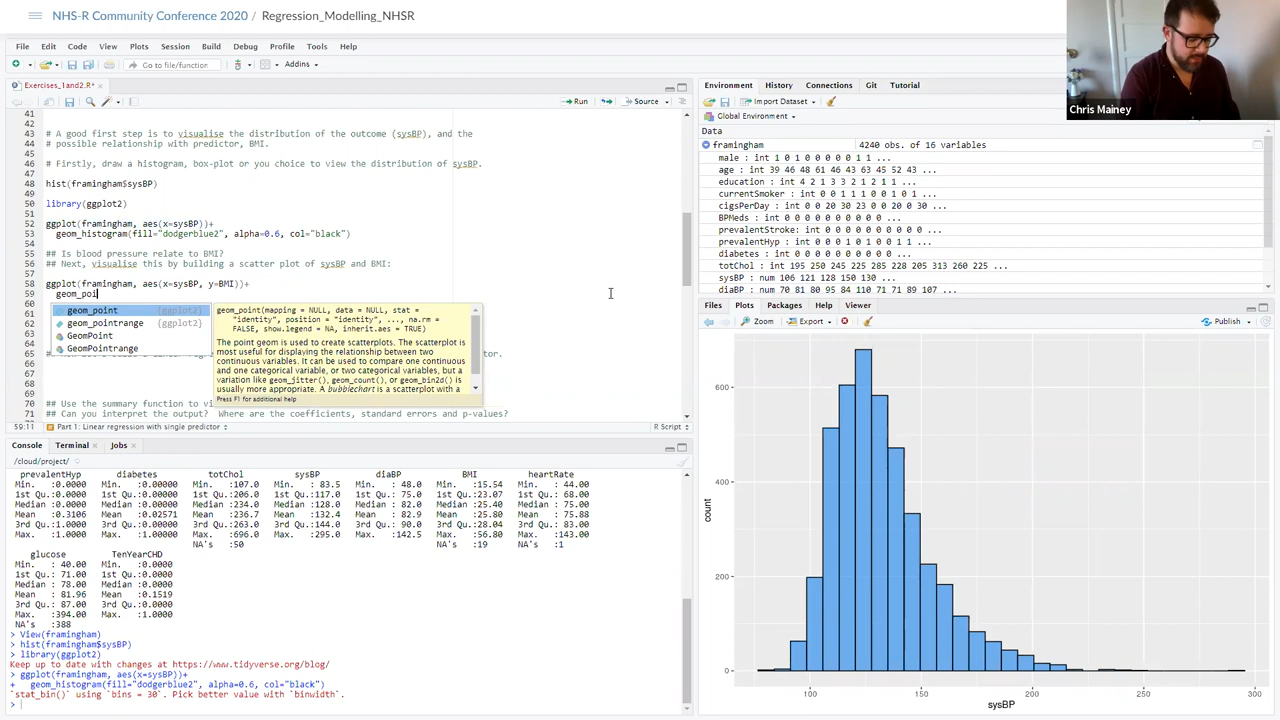 NHS-R Community Conference 2020 / Regression_Modelling_NHSR
Chris Mainey
File Edit Code View Plots Session Build Debug Profile Tools Help
Go to file/function Addins
Exercises_1and2.R*
Run Source
41
42
43 # A good first step is to visualise the distribution of the outcome (sysBP), and the
44 # possible relationship with predictor, BMI.
45
46 # Firstly, draw a histogram, box-plot or you choice to view the distribution of sysBP.
47
48 hist(framingham$sysBP)
49
50 library(ggplot2)
51
52 ggplot(framingham, aes(x=sysBP))+
53 geom_histogram(fill="dodgerblue2", alpha=0.6, col="black")
54
55 ## Is blood pressure relate to BMI?
56 ## Next, visualise this by building a scatter plot of sysBP and BMI:
57
58 ggplot(framingham, aes(x=sysBP, y=BMI))+
59 geom_poi
60
61
62
63
64
65
66
67
68
69
70 ## Use the summary function to vi
71 ## Can you interpret the output? Where are the coefficients, standard errors and p-values?
geom_point {ggplot2}
geom_pointrange {ggplot2}
GeomPoint
GeomPointrange
geom_point(mapping = NULL, data = NULL, stat =
"identity", position = "identity", ..., na.rm =
FALSE, show.legend = NA, inherit.aes = TRUE)
The point geom is used to create scatterplots. The scatterplot is
most useful for displaying the relationship between two
continuous variables. It can be used to compare one continuous
and one categorical variable, or two categorical variables, but a
variation like geom_jitter(), geom_count(), or geom_bin2d() is
usually more appropriate. A bubblechart is a scatterplot with a
Press F1 for additional help
59:11 Part 1: Linear regression with single predictor R Script
Console Terminal Jobs
/cloud/project/
prevalentHyp diabetes totChol sysBP diaBP BMI heartRate
Min. :0.0000 Min. :0.00000 Min. :107.0 Min. : 83.5 Min. : 48.0 Min. :15.54 Min. : 44.00
1st Qu.:0.0000 1st Qu.:0.00000 1st Qu.:206.0 1st Qu.:117.0 1st Qu.: 75.0 1st Qu.:23.07 1st Qu.: 68.00
Median :0.0000 Median :0.00000 Median :234.0 Median :128.0 Median : 82.0 Median :25.40 Median : 75.00
Mean :0.3106 Mean :0.02571 Mean :236.7 Mean :132.4 Mean : 82.9 Mean :25.80 Mean : 75.88
3rd Qu.:1.0000 3rd Qu.:0.00000 3rd Qu.:263.0 3rd Qu.:144.0 3rd Qu.: 90.0 3rd Qu.:28.04 3rd Qu.: 83.00
Max. :1.0000 Max. :1.00000 Max. :696.0 Max. :295.0 Max. :142.5 Max. :56.80 Max. :143.00
NA's :50 NA's :19 NA's :1
glucose TenYearCHD
Min. : 40.00 Min. :0.0000
1st Qu.: 71.00 1st Qu.:0.0000
Median : 78.00 Median :0.0000
Mean : 81.96 Mean :0.1519
3rd Qu.: 87.00 3rd Qu.:0.0000
Max. :394.00 Max. :1.0000
NA's :388
> View(framingham)
> hist(framingham$sysBP)
> library(ggplot2)
Keep up to date with changes at https://www.tidyverse.org/blog/
> ggplot(framingham, aes(x=sysBP))+
+ geom_histogram(fill="dodgerblue2", alpha=0.6, col="black")
`stat_bin()` using `bins = 30`. Pick better value with `binwidth`.
>
Environment History Connections Git Tutorial
Import Dataset
Global Environment
Data
framingham 4240 obs. of 16 variables
male : int 1 0 1 0 0 0 0 0 1 1 ...
age : int 39 46 48 61 46 43 63 45 52 43 ...
education : int 4 2 1 3 3 2 1 2 1 1 ...
currentSmoker : int 0 0 1 1 1 0 0 1 0 1 ...
cigsPerDay : int 0 0 20 30 23 0 0 20 0 30 ...
BPMeds : int 0 0 0 0 0 0 0 0 0 0 ...
prevalentStroke: int 0 0 0 0 0 0 0 0 0 0 ...
prevalentHyp : int 0 0 0 1 0 1 0 0 1 1 ...
diabetes : int 0 0 0 0 0 0 0 0 0 0 ...
totChol : int 195 250 245 225 285 228 205 313 260 225 ...
sysBP : num 106 121 128 150 130 ...
diaBP : num 70 81 80 95 84 110 71 71 89 107 ...
Files Plots Packages Help Viewer
Zoom Export Publish
600
400
200
0
count
100 150 200 250 300
sysBP